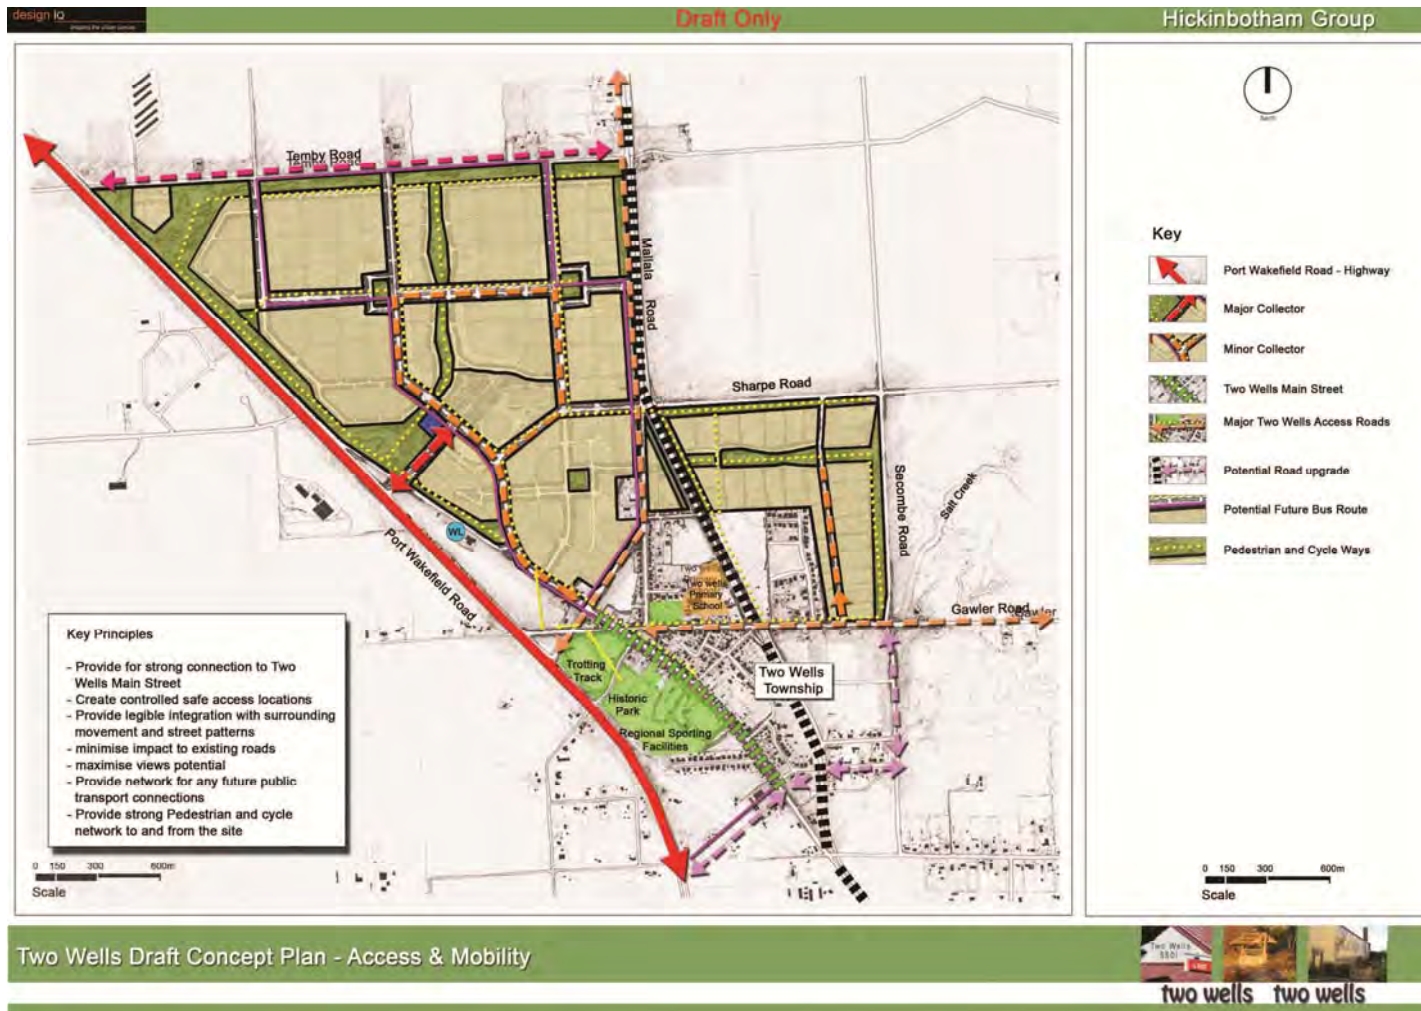 design iQ
Draft Only
Hickinbotham Group
Temby Road
Mallala
Road
Sharpe Road
Secombe Road
Salt Creek
WL
Port Wakefield Road
Two wells
Primary
School
Gawler Road
Gawler
Trotting
Track
Historic
Park
Regional Sporting
Facilities
Two Wells
Township
Key Principles
- Provide for strong connection to Two
Wells Main Street
- Create controlled safe access locations
- Provide legible integration with surrounding
movement and street patterns
- minimise impact to existing roads
- maximise views potential
- Provide network for any future public
transport connections
- Provide strong Pedestrian and cycle
network to and from the site
0 150 300 600m
Scale
North
Key
Port Wakefield Road - Highway
Major Collector
Minor Collector
Two Wells Main Street
Major Two Wells Access Roads
Potential Road upgrade
Potential Future Bus Route
Pedestrian and Cycle Ways
0 150 300 600m
Scale
Two Wells Draft Concept Plan - Access & Mobility
Two Wells
5501
two wells two wells